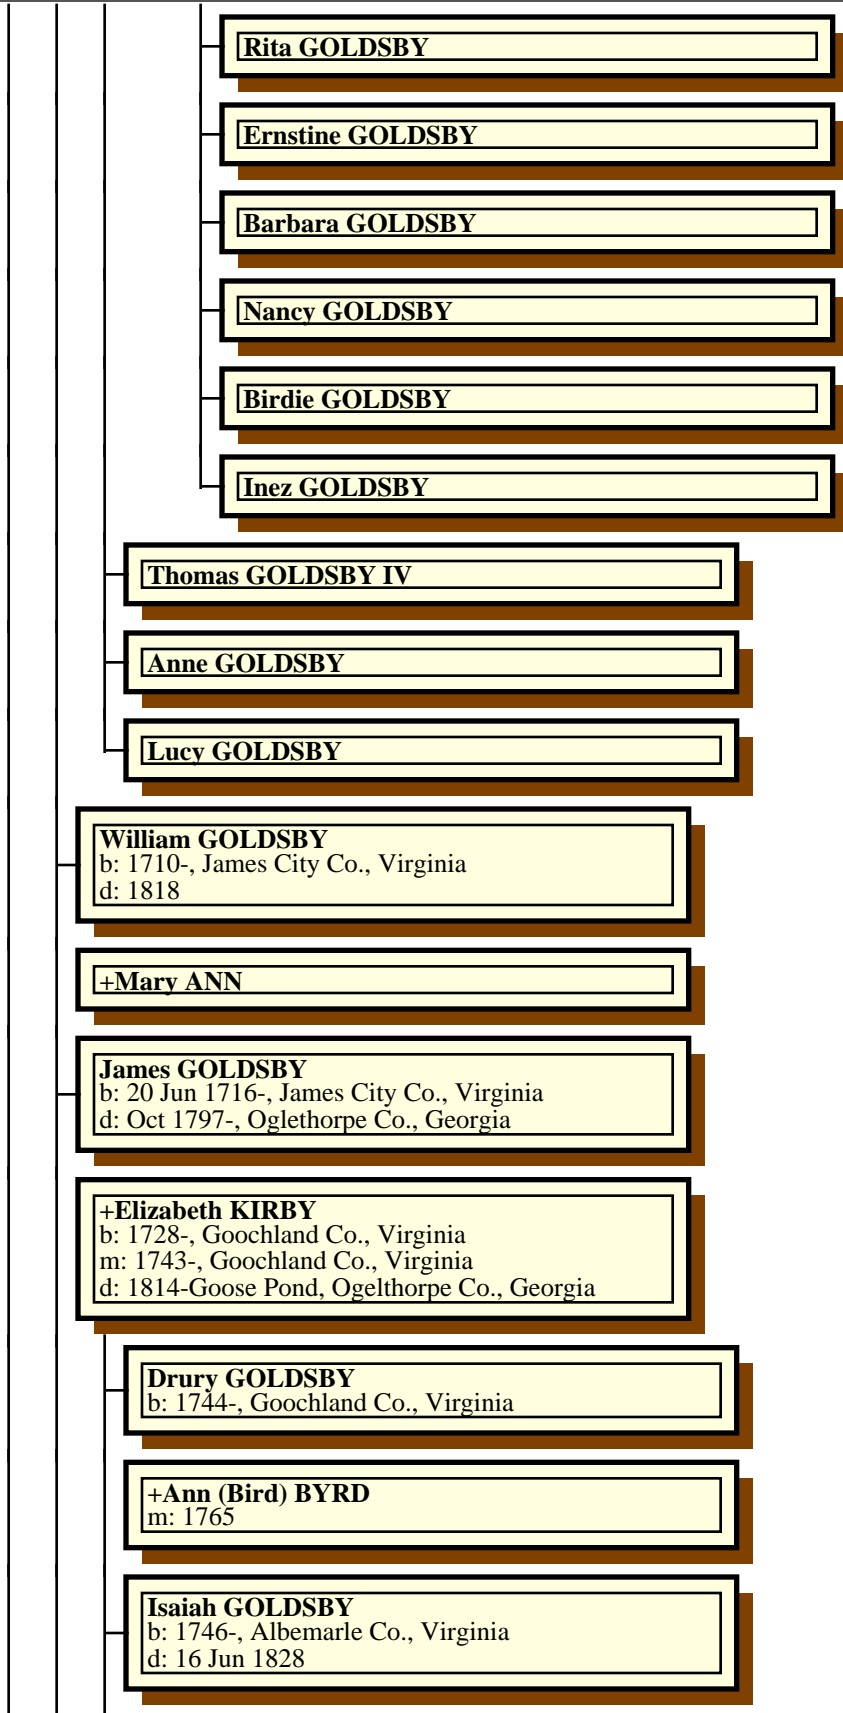 Rita GOLDSBY
Ernstine GOLDSBY
Barbara GOLDSBY
Nancy GOLDSBY
Birdie GOLDSBY
Inez GOLDSBY
Thomas GOLDSBY IV
Anne GOLDSBY
Lucy GOLDSBY
William GOLDSBY
b: 1710-, James City Co., Virginia
d: 1818
+Mary ANN
James GOLDSBY
b: 20 Jun 1716-, James City Co., Virginia
d: Oct 1797-, Oglethorpe Co., Georgia
+Elizabeth KIRBY
b: 1728-, Goochland Co., Virginia
m: 1743-, Goochland Co., Virginia
d: 1814-Goose Pond, Ogelthorpe Co., Georgia
Drury GOLDSBY
b: 1744-, Goochland Co., Virginia
+Ann (Bird) BYRD
m: 1765
Isaiah GOLDSBY
b: 1746-, Albemarle Co., Virginia
d: 16 Jun 1828